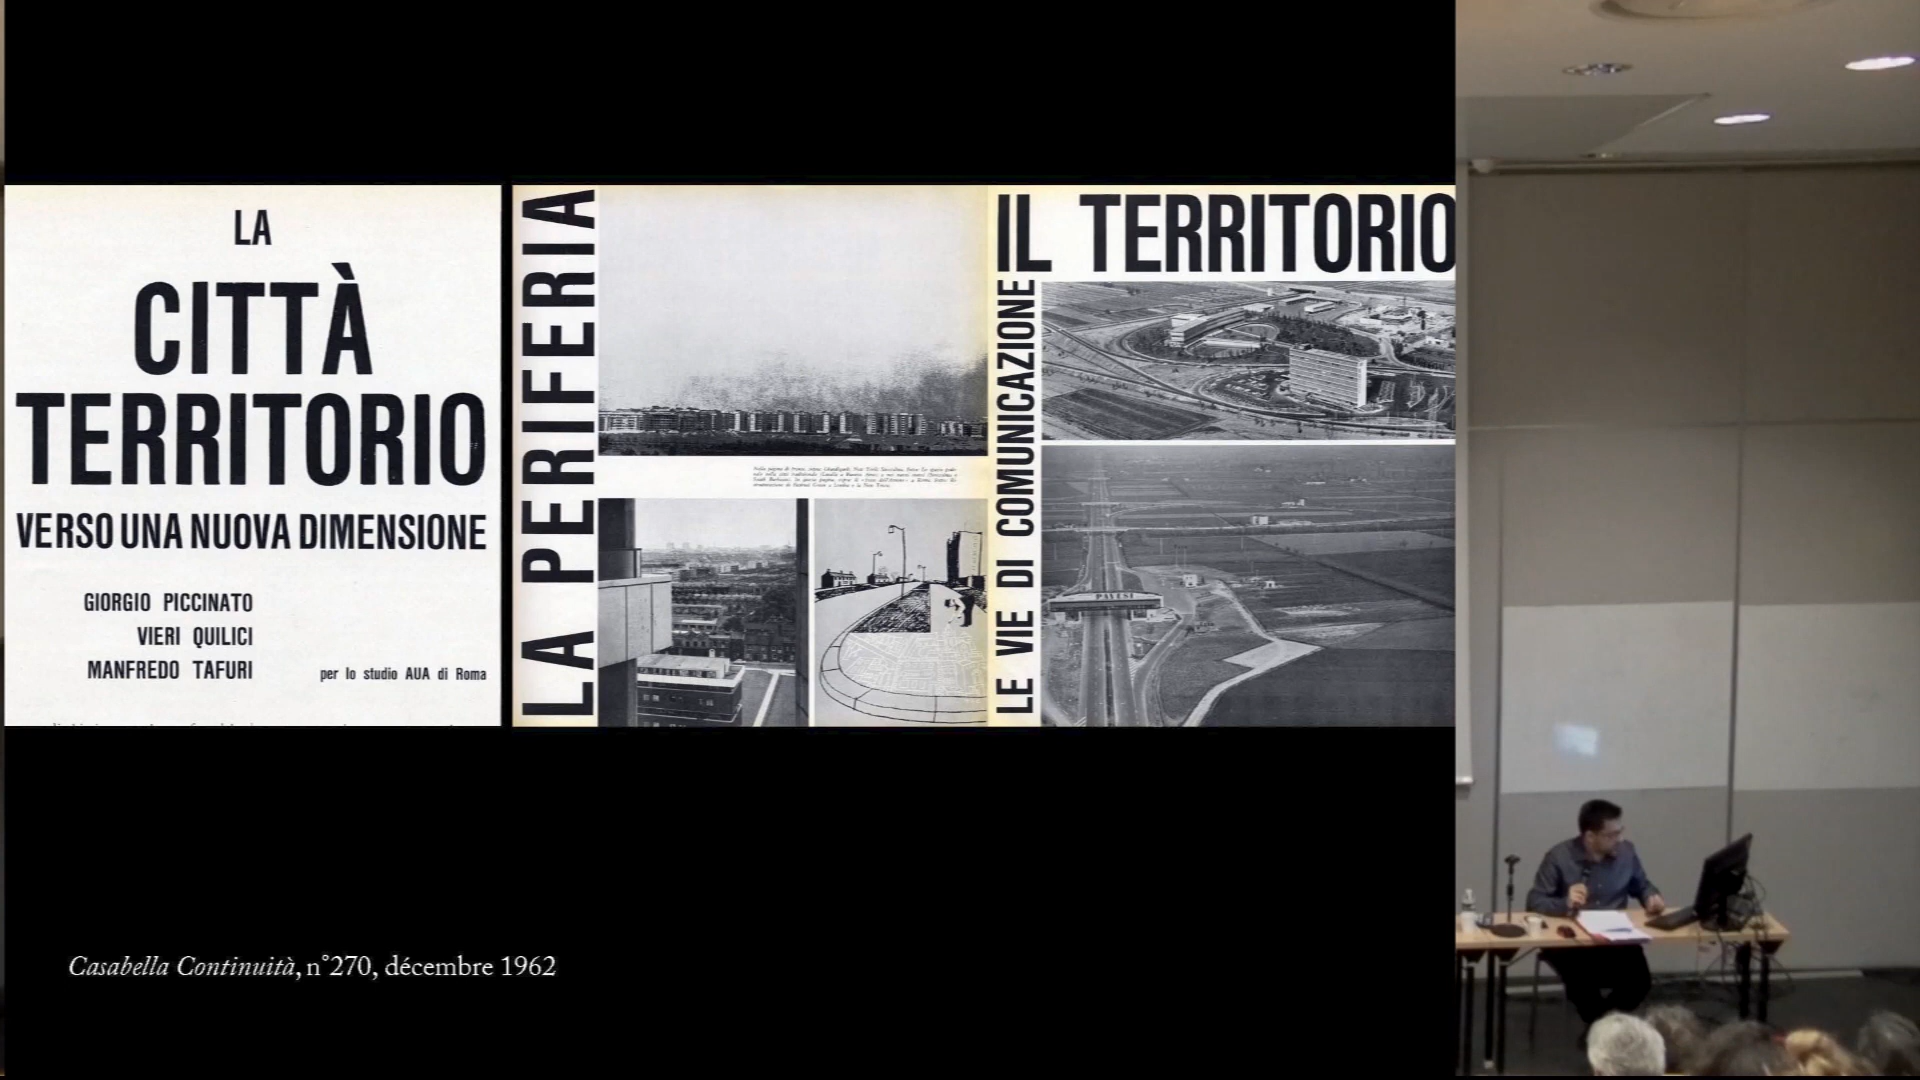 LA
CITTÀ
TERRITORIO
VERSO UNA NUOVA DIMENSIONE
GIORGIO PICCINATO
VIERI QUILICI
MANFREDO TAFURI
per lo studio AUA di Roma
LA PERIFERIA
IL TERRITORIO
LE VIE DI COMUNICAZIONE
PAVESI
Casabella Continuità, n°270, décembre 1962